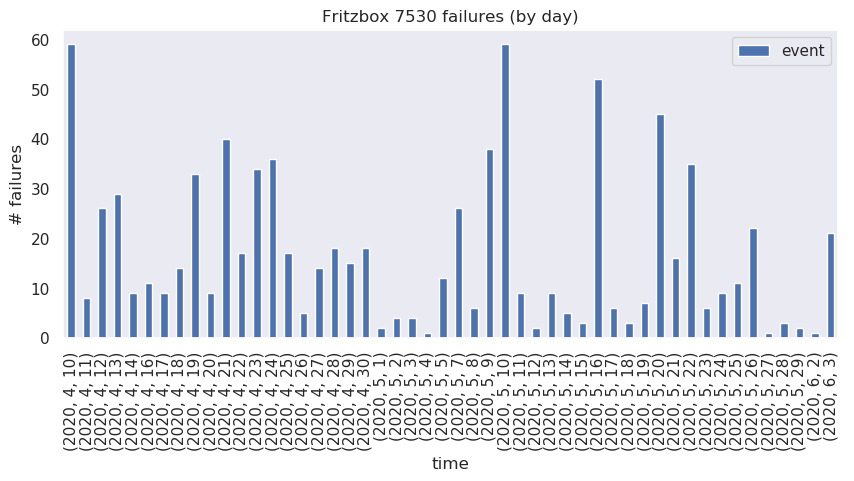 Fritzbox 7530 failures (by day)
event
# failures
60
50
40
30
20
10
0
(2020, 4, 10)
(2020, 4, 11)
(2020, 4, 12)
(2020, 4, 13)
(2020, 4, 14)
(2020, 4, 16)
(2020, 4, 17)
(2020, 4, 18)
(2020, 4, 19)
(2020, 4, 20)
(2020, 4, 21)
(2020, 4, 22)
(2020, 4, 23)
(2020, 4, 24)
(2020, 4, 25)
(2020, 4, 26)
(2020, 4, 27)
(2020, 4, 28)
(2020, 4, 29)
(2020, 4, 30)
(2020, 5, 1)
(2020, 5, 2)
(2020, 5, 3)
(2020, 5, 4)
(2020, 5, 5)
(2020, 5, 7)
(2020, 5, 8)
(2020, 5, 9)
(2020, 5, 10)
(2020, 5, 11)
(2020, 5, 12)
(2020, 5, 13)
(2020, 5, 14)
(2020, 5, 15)
(2020, 5, 16)
(2020, 5, 17)
(2020, 5, 18)
(2020, 5, 19)
(2020, 5, 20)
(2020, 5, 21)
(2020, 5, 22)
(2020, 5, 23)
(2020, 5, 24)
(2020, 5, 25)
(2020, 5, 26)
(2020, 5, 27)
(2020, 5, 28)
(2020, 5, 29)
(2020, 6, 2)
(2020, 6, 3)
time